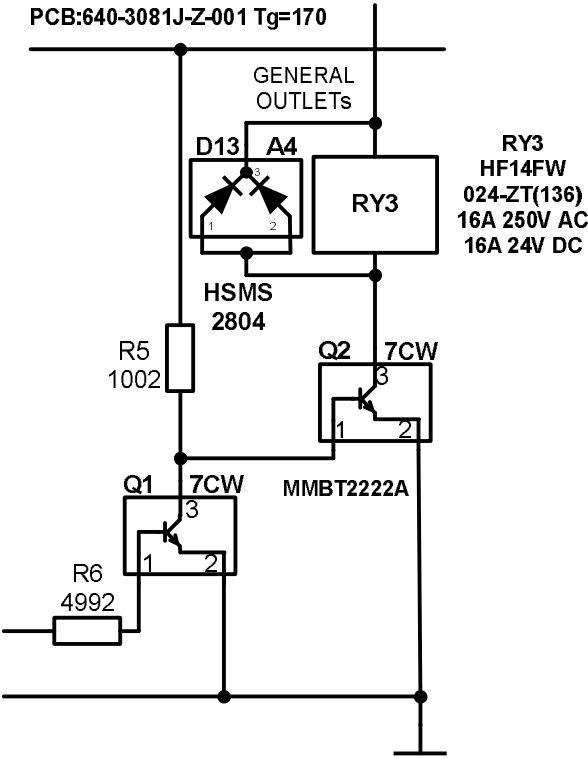 PCB:640-3081J-Z-001 Tg=170
GENERAL
OUTLETs
D13 A4
3
1 2
HSMS
2804
RY3
RY3
HF14FW
024-ZT(136)
16A 250V AC
16A 24V DC
R5
1002
Q2 7CW
3
1 2
MMBT2222A
Q1 7CW
3
1 2
R6
4992